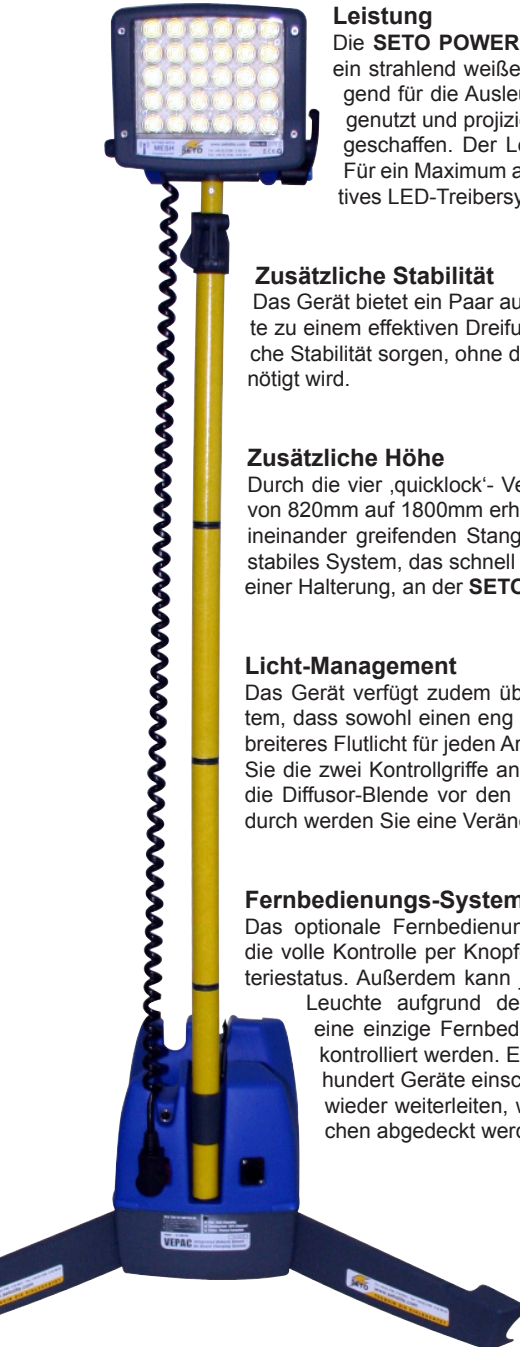 Leistung
Die SETO POWER
ein strahlend weiße
gend für die Ausleu
genutzt und projizie
geschaffen. Der Le
Für ein Maximum a
tives LED-Treibersy
MESH
SETO
Zusätzliche Stabilität
Das Gerät bietet ein Paar au
te zu einem effektiven Dreifu
che Stabilität sorgen, ohne d
nötigt wird.
Zusätzliche Höhe
Durch die vier ‚quicklock‘- Ve
von 820mm auf 1800mm erh
ineinander greifenden Stang
stabiles System, das schnell
einer Halterung, an der SETO
Licht-Management
Das Gerät verfügt zudem üb
tem, dass sowohl einen eng
breiteres Flutlicht für jeden An
Sie die zwei Kontrollgriffe an
die Diffusor-Blende vor den
durch werden Sie eine Verän
Fernbedienungs-System
Das optionale Fernbedienun
die volle Kontrolle per Knopf
teriestatus. Außerdem kann j
Leuchte aufgrund de
eine einzige Fernbed
kontrolliert werden. E
hundert Geräte einsc
wieder weiterleiten, w
chen abgedeckt werd
VEPAC
SETO